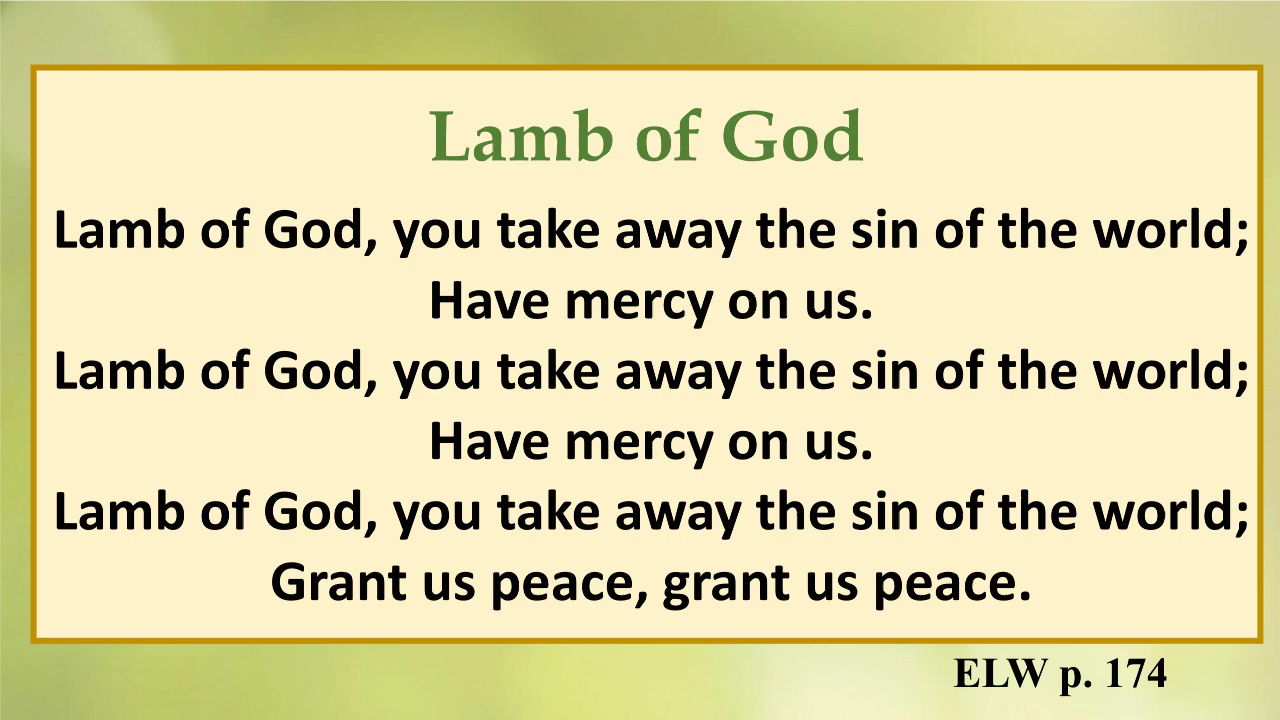 Lamb of God
Lamb of God, you take away the sin of the world;
Have mercy on us.
Lamb of God, you take away the sin of the world;
Have mercy on us.
Lamb of God, you take away the sin of the world;
Grant us peace, grant us peace.
ELW p. 174